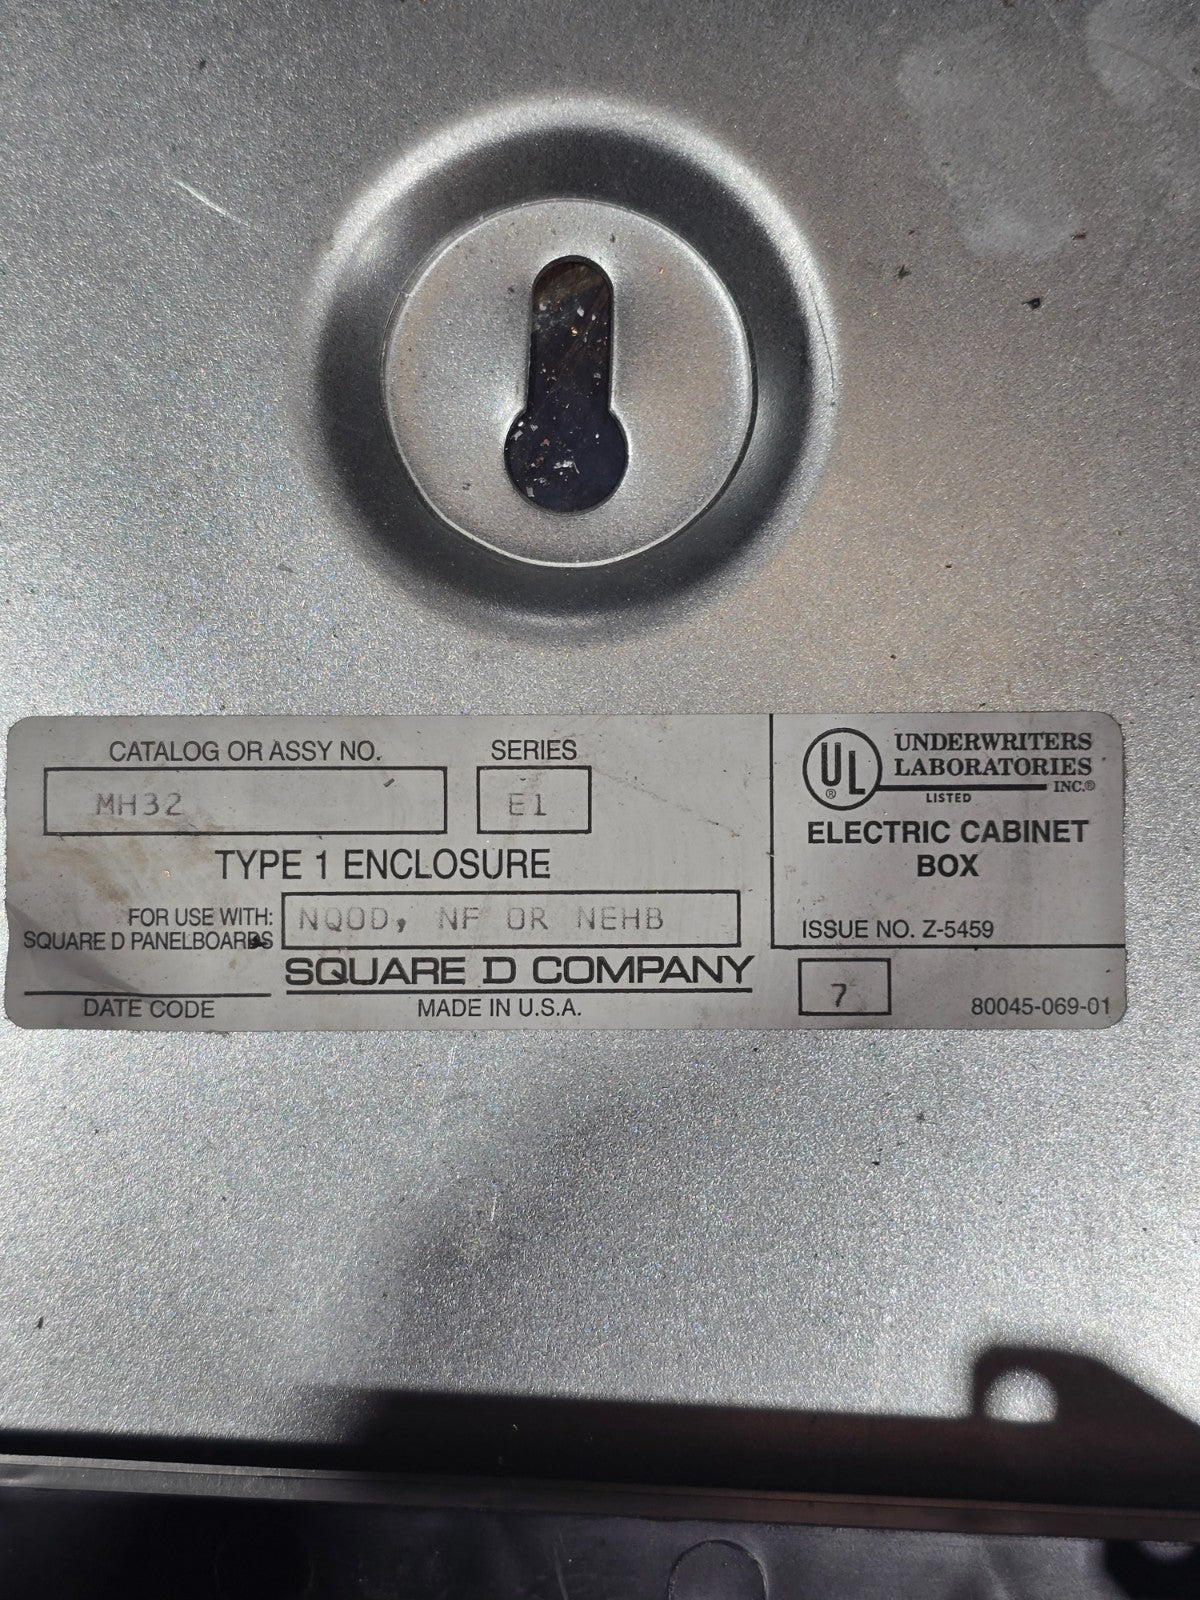 CATALOG OR ASSY NO. SERIES
MH32 E1
TYPE 1 ENCLOSURE
FOR USE WITH:
SQUARE D PANELBOARDS
NQOD, NF OR NEHB
SQUARE D COMPANY
DATE CODE
MADE IN U.S.A.
UL ®
UNDERWRITERS
LABORATORIES
INC.®
LISTED
ELECTRIC CABINET
BOX
ISSUE NO. Z-5459
7
80045-069-01